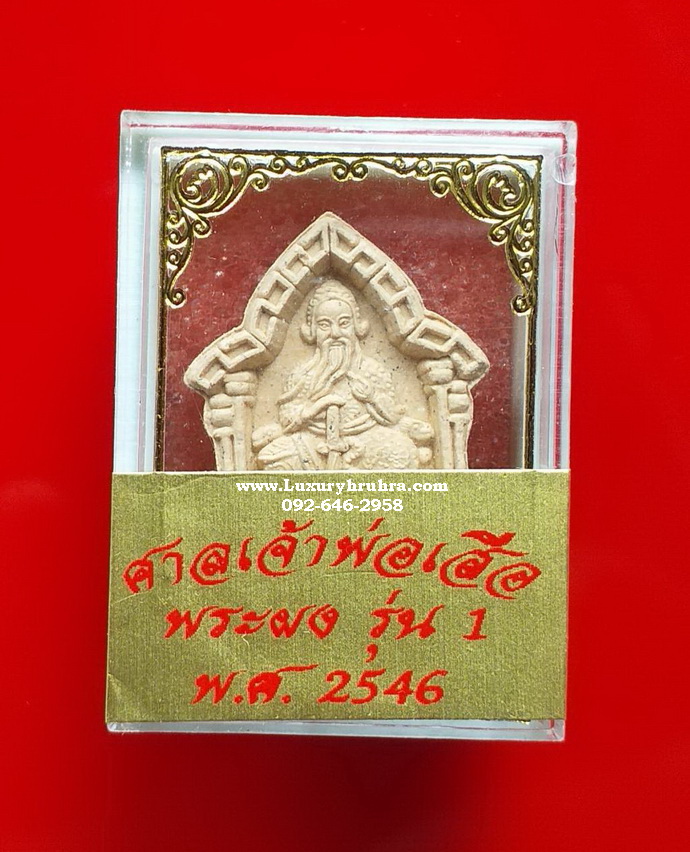 www.Luxuryhruhra.com
092-646-2958
ศาลเจ้าพ่อเสือ
พระผง รุ่น 1
พ.ศ. 2546